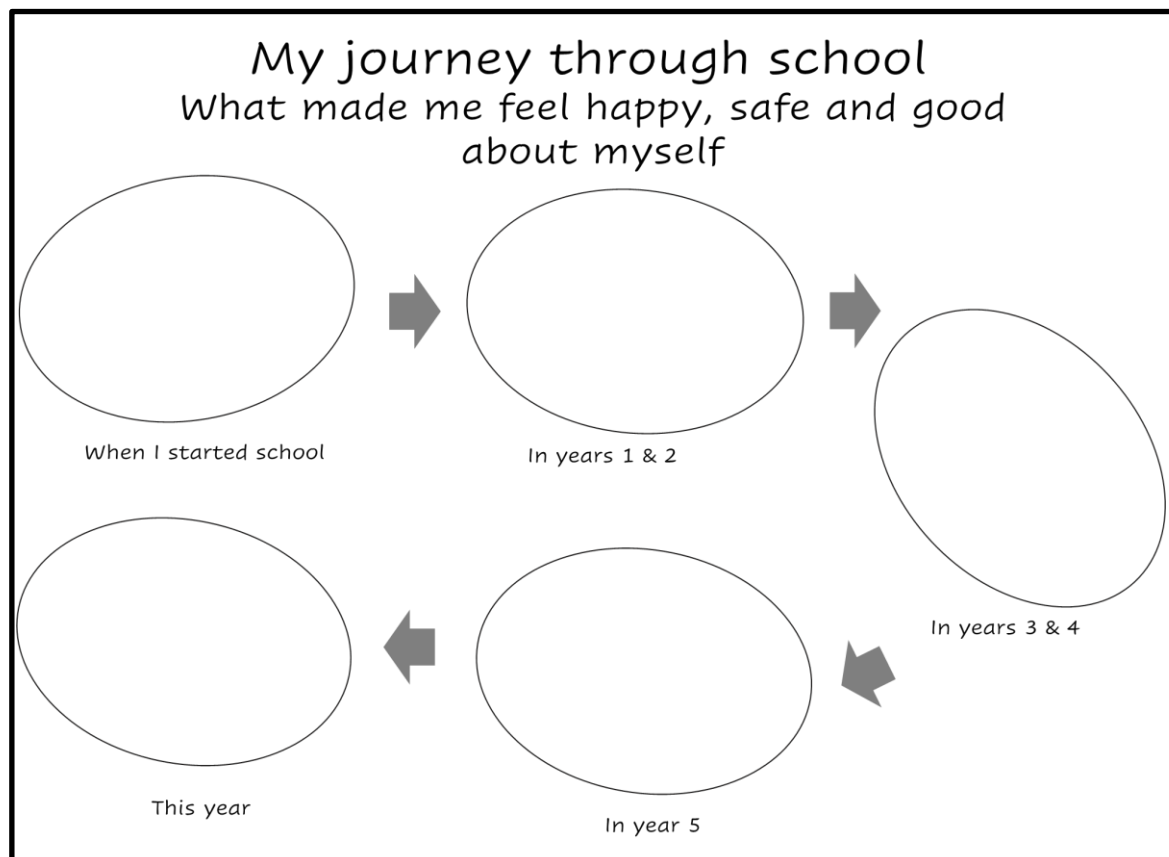 My journey through school
What made me feel happy, safe and good
about myself
When I started school
In years 1 & 2
In years 3 & 4
In year 5
This year